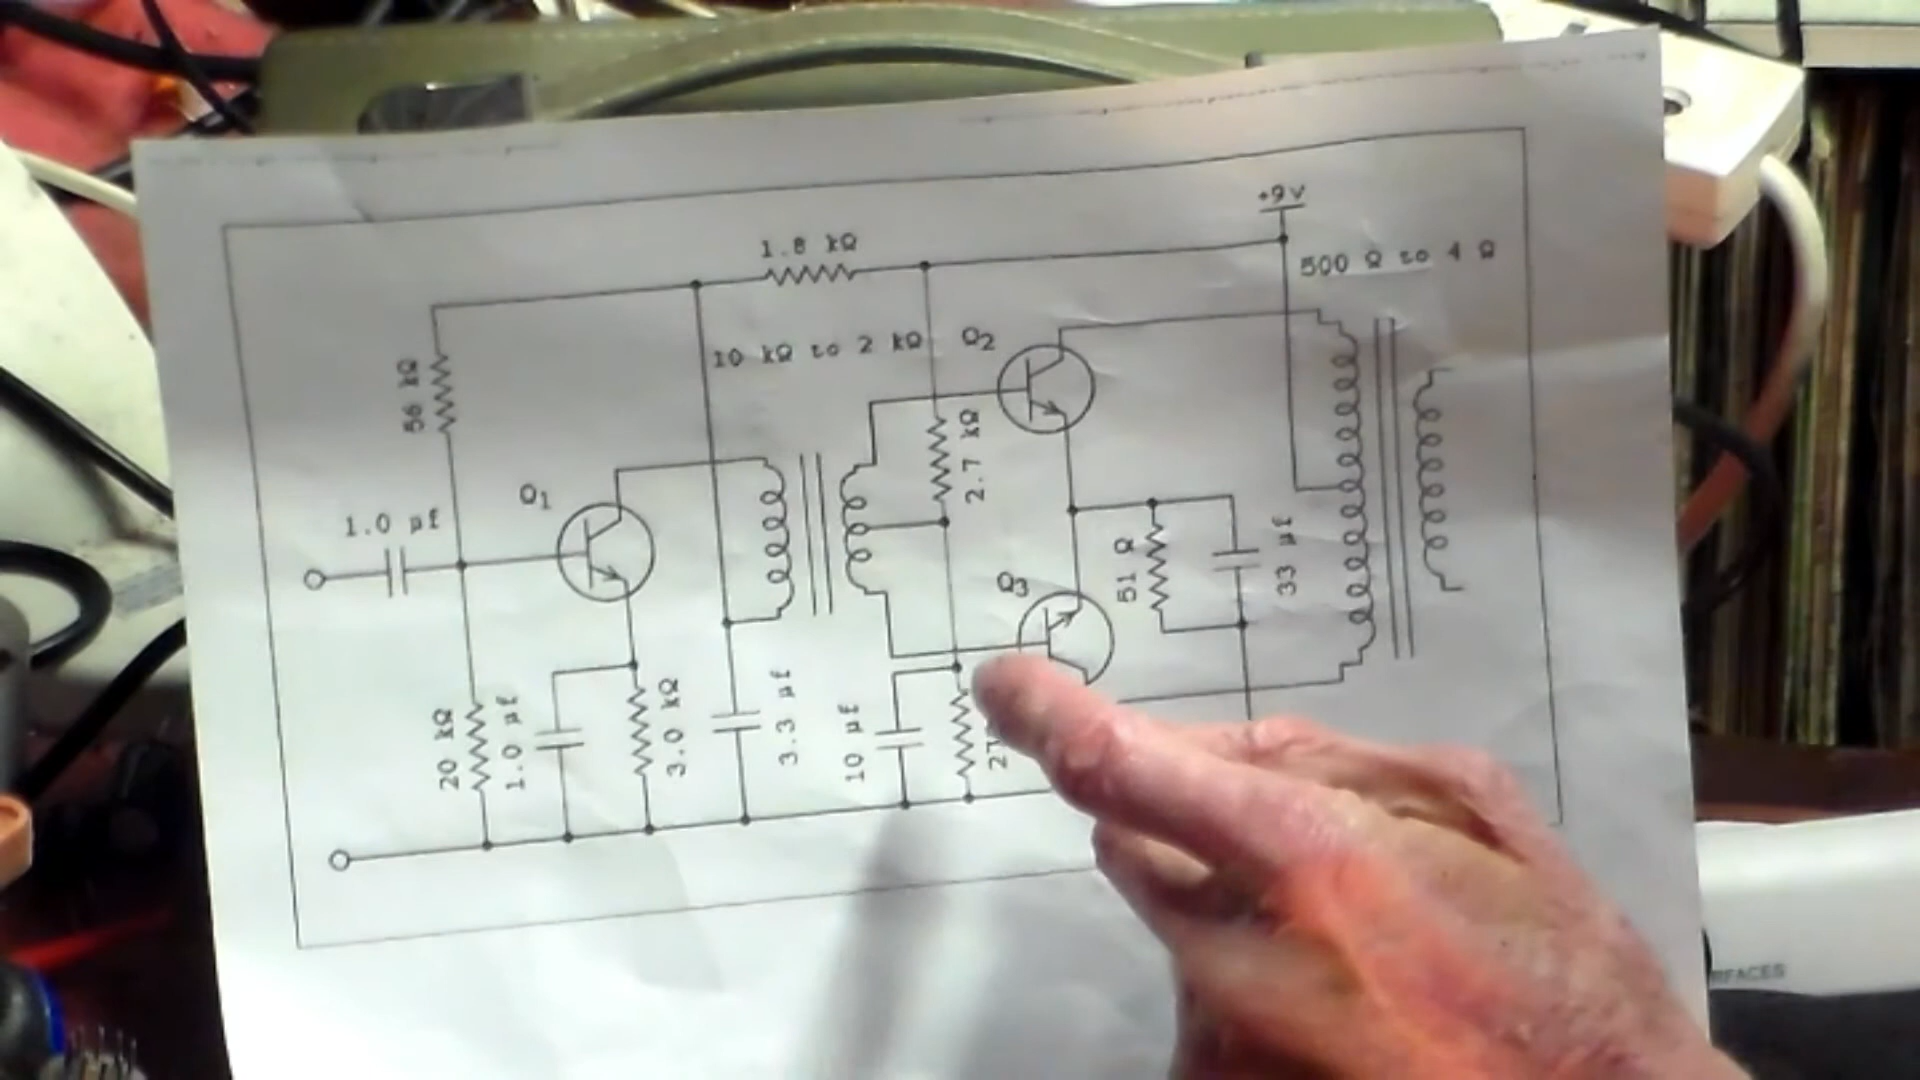 +9V
1.8 kΩ
500 Ω to 4 Ω
10 kΩ to 2 kΩ
Q2
56 kΩ
2.7 kΩ
Q1
1.0 µf
Q3
51 Ω
33 µf
20 kΩ
1.0 µf
3.0 kΩ
3.3 µf
10 µf